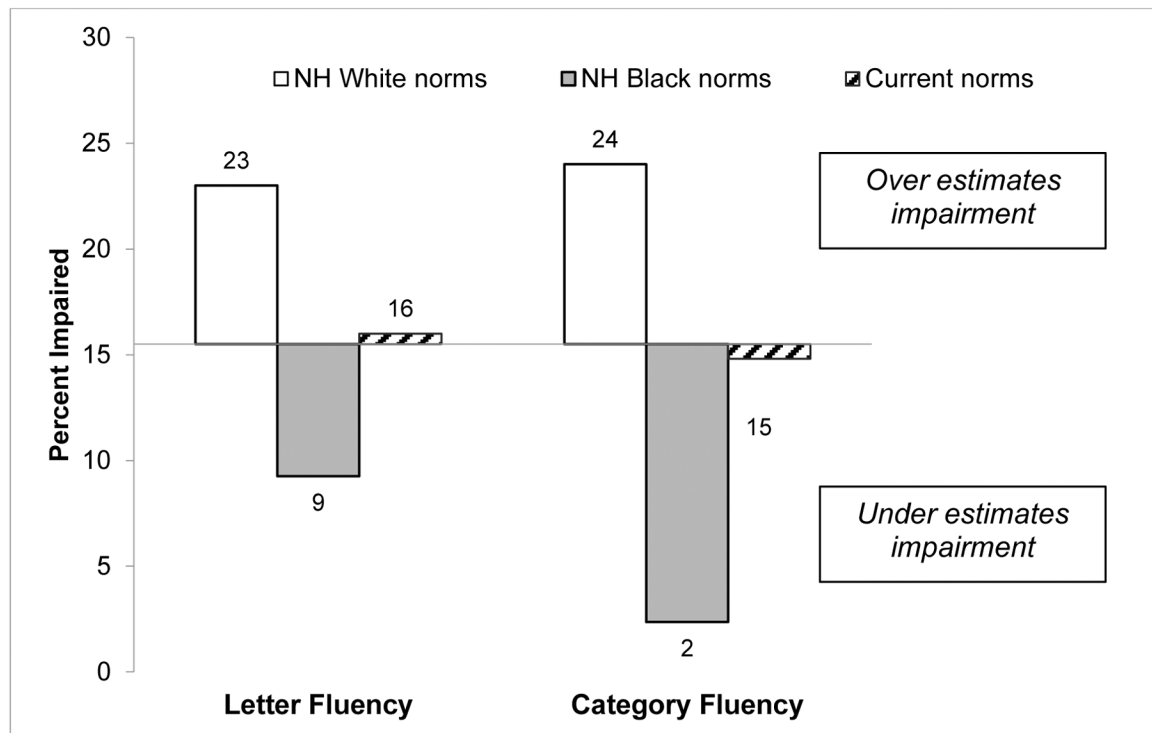 30
NH White norms
NH Black norms
Current norms
25
23
24
Over estimates
impairment
20
Percent Impaired
16
15
15
10
9
Under estimates
impairment
5
2
0
Letter Fluency
Category Fluency